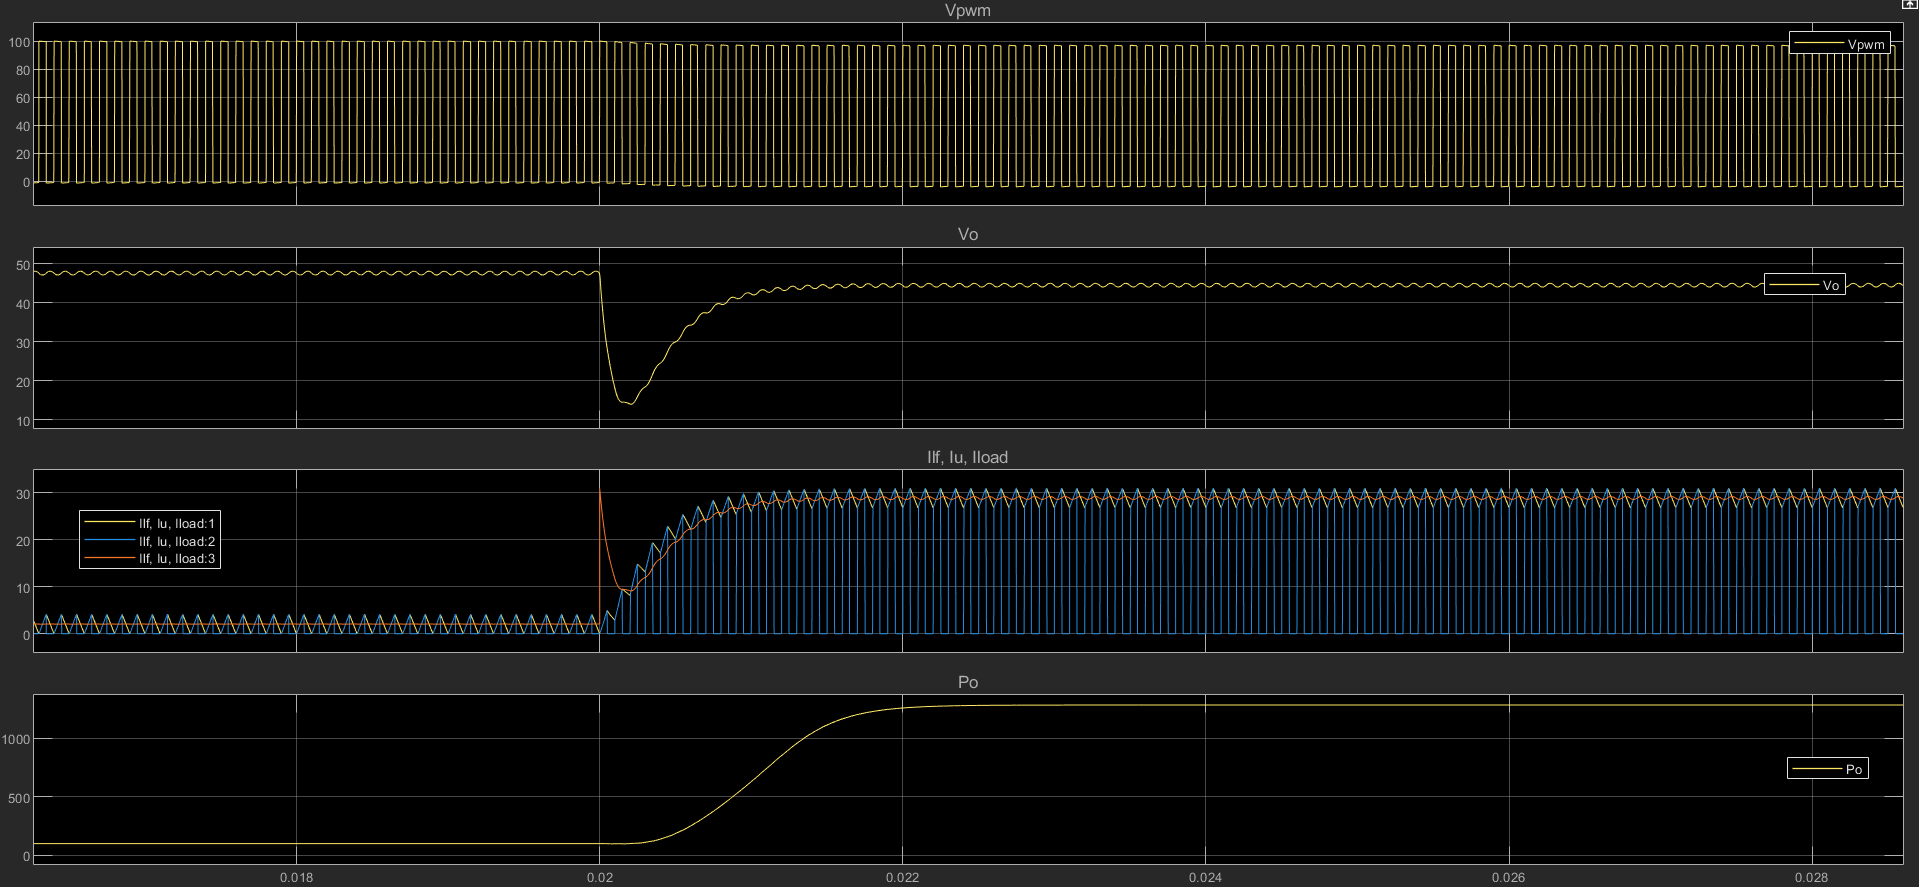 Vpwm
100
80
60
40
20
0
Vpwm
Vo
50
40
30
20
10
Vo
Ilf, Iu, Iload
30
20
10
0
Ilf, Iu, Iload:1
Ilf, Iu, Iload:2
Ilf, Iu, Iload:3
Po
1000
500
0
Po
0.018 0.02 0.022 0.024 0.026 0.028